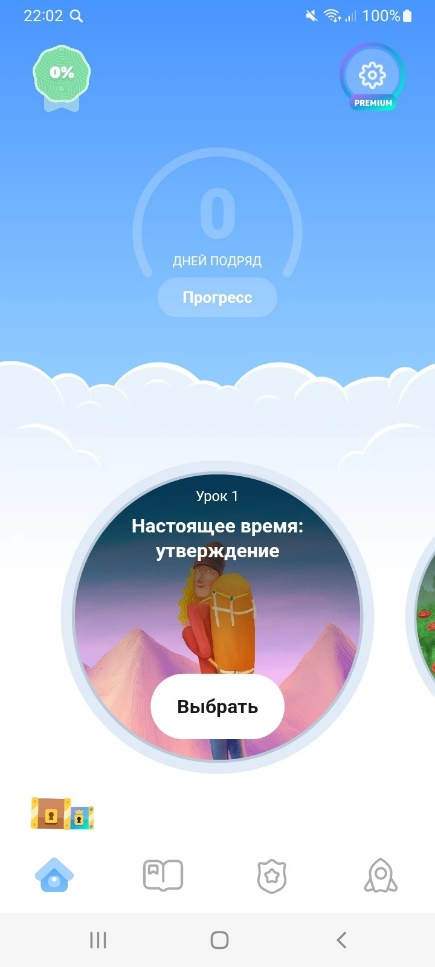 22:02
100%
0%
PREMIUM
0
ДНЕЙ ПОДРЯД
Прогресс
Урок 1
Настоящее время:
утверждение
Выбрать